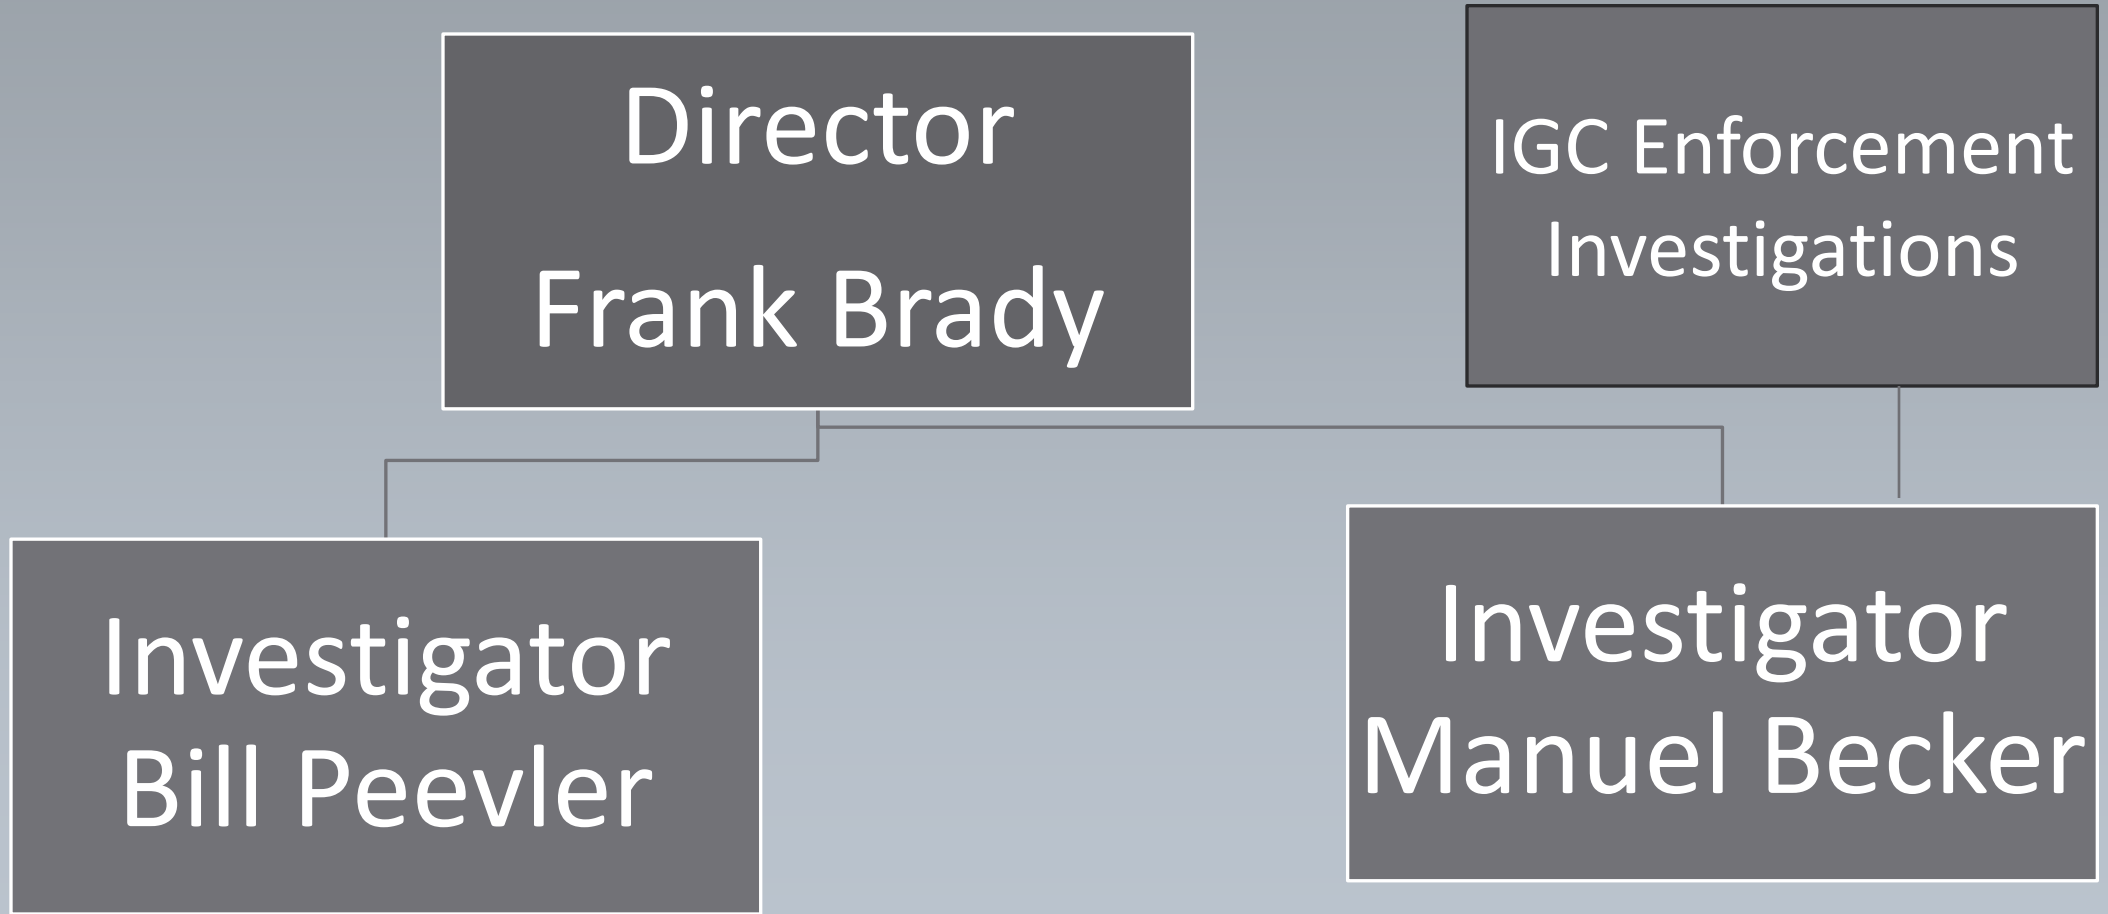 Director
Frank Brady
IGC Enforcement
Investigations
Investigator
Bill Peevler
Investigator
Manuel Becker